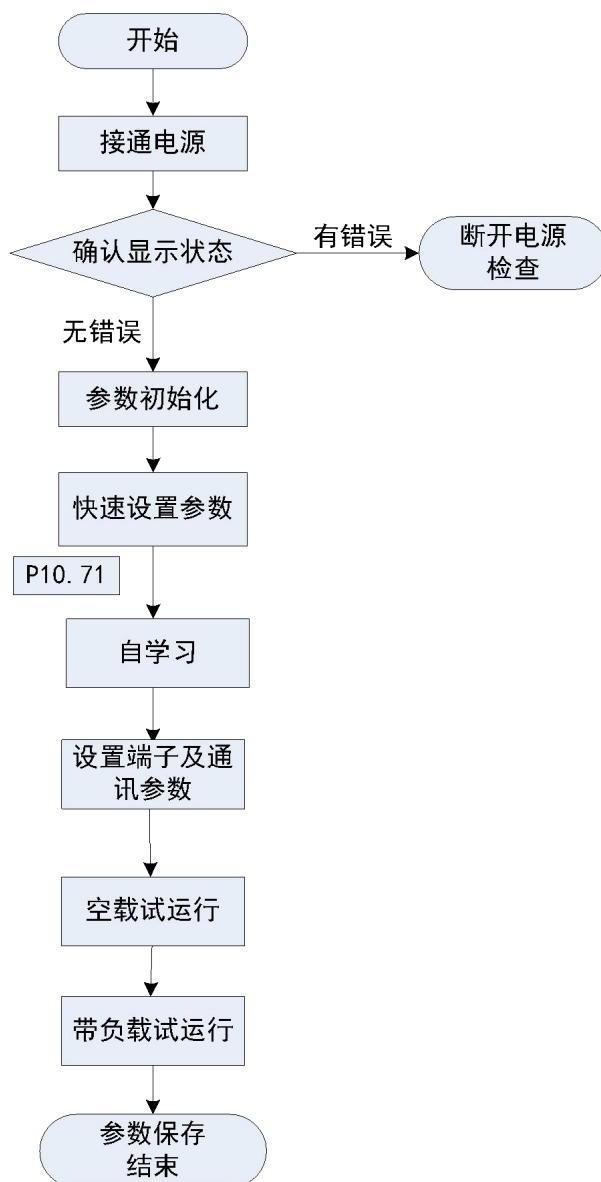 开始
接通电源
确认显示状态
有错误
断开电源
检查
无错误
参数初始化
快速设置参数
P10.71
自学习
设置端子及通
讯参数
空载试运行
带负载试运行
参数保存
结束